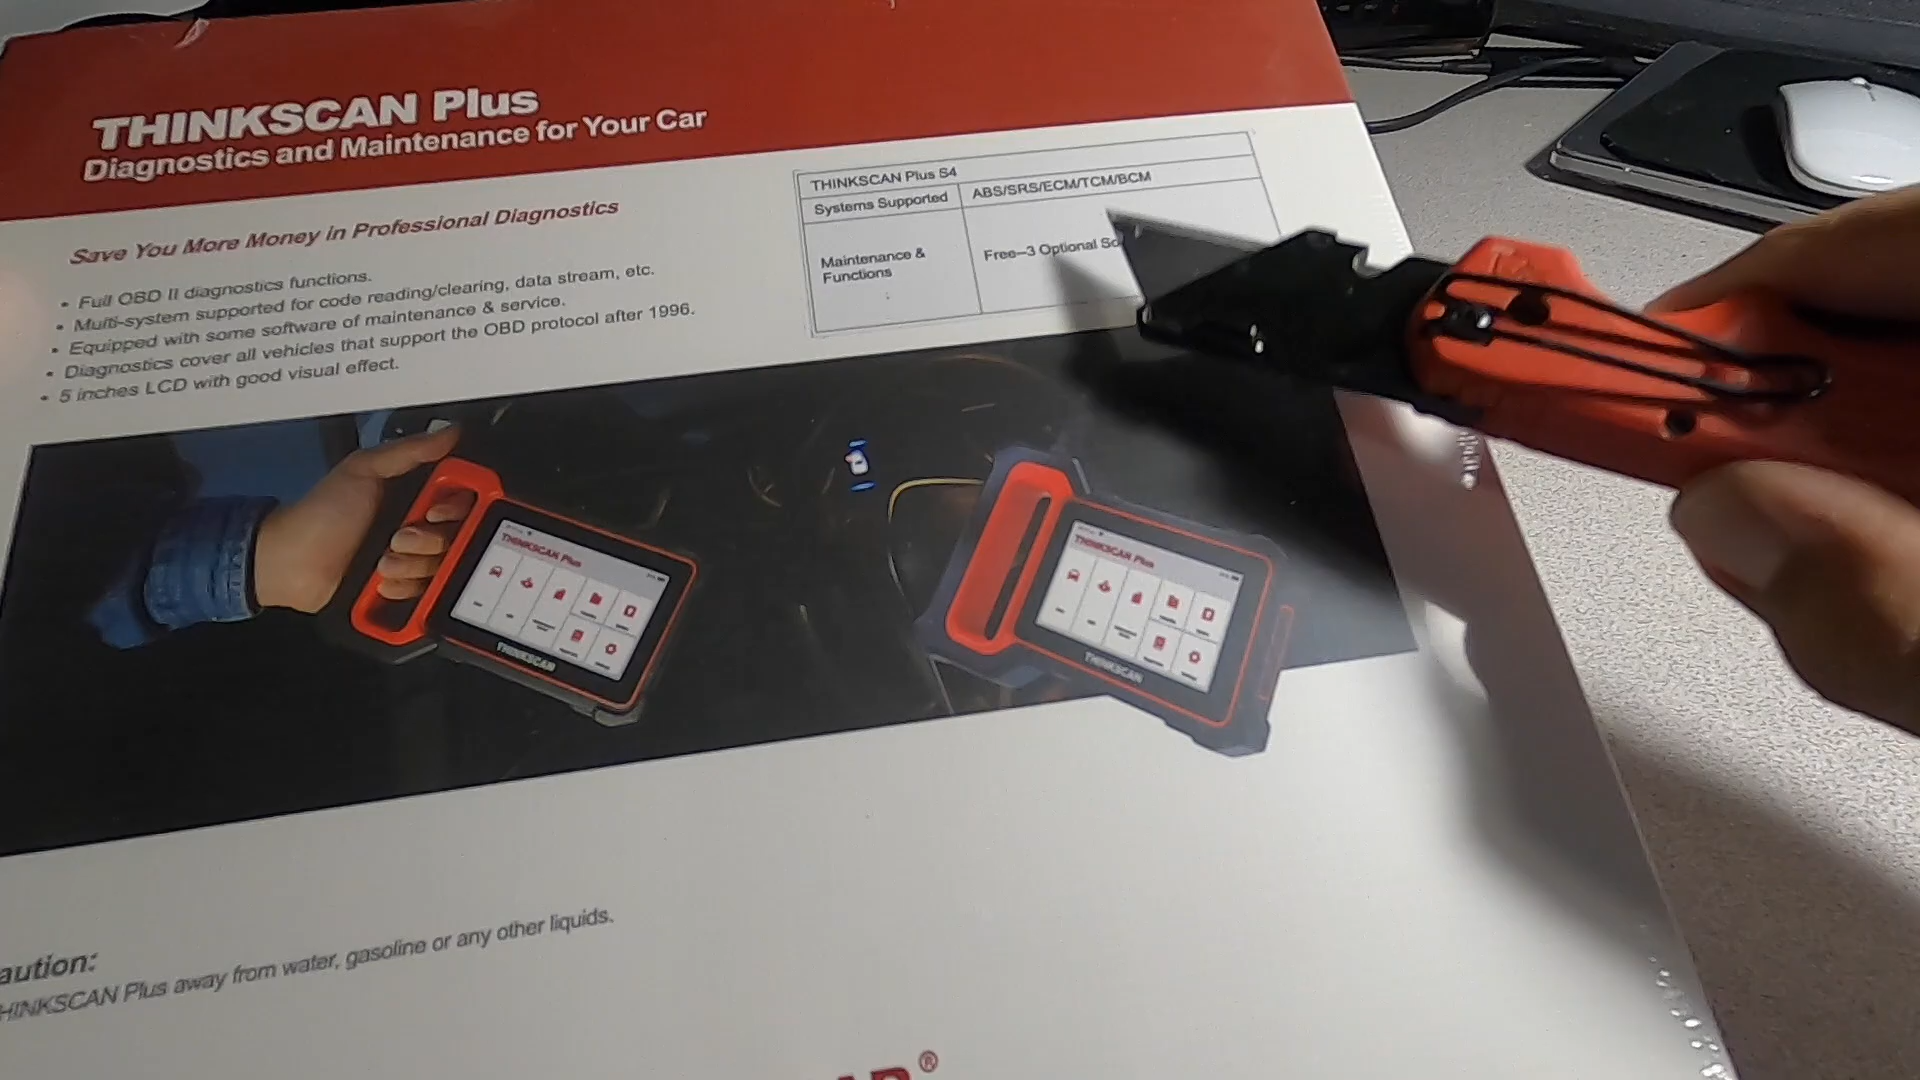 THINKSCAN Plus
Diagnostics and Maintenance for Your Car
Save You More Money in Professional Diagnostics
• Full OBD II diagnostics functions.
• Multi-system supported for code reading/clearing, data stream, etc.
• Equipped with some software of maintenance & service.
• Diagnostics cover all vehicles that support the OBD protocol after 1996.
• 5 inches LCD with good visual effect.
THINKSCAN Plus S4
Systems Supported ABS/SRS/ECM/TCM/BCM
Maintenance &
Functions
Free–3 Optional
THINKSCAN Plus
THINKSCAN
THINKSCAN Plus
THINKSCAN
aution:
HINKSCAN Plus away from water, gasoline or any other liquids.
®